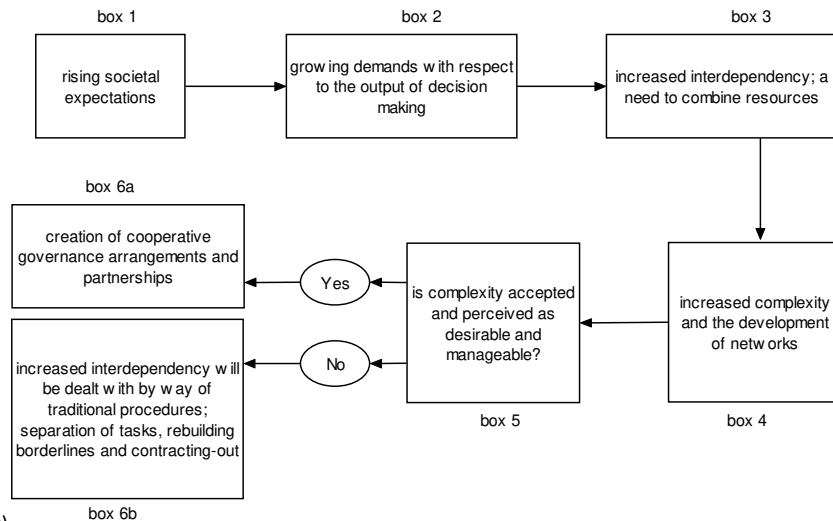 box 1
rising societal
expectations
box 2
growing demands with respect
to the output of decision
making
box 3
increased interdependency; a
need to combine resources
increased complexity
and the development
of networks
box 4
is complexity accepted
and perceived as
desirable and
manageable?
box 5
Yes
No
box 6a
creation of cooperative
governance arrangements and
partnerships
increased interdependency will
be dealt with by way of
traditional procedures;
separation of tasks, rebuilding
borderlines and contracting-out
box 6b